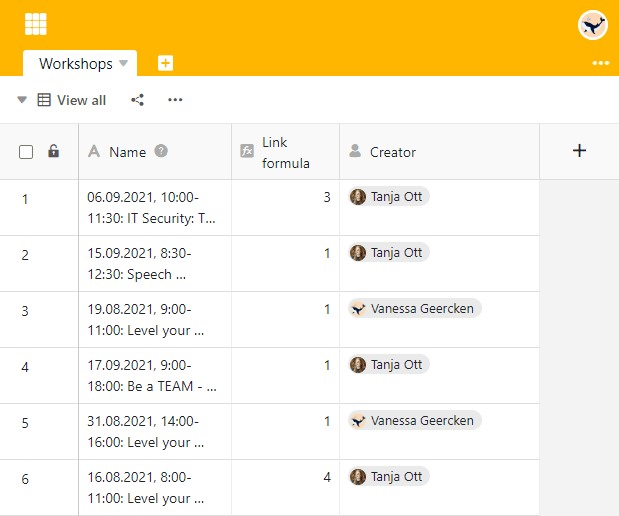 Workshops
View all
Name
Link
formula
Creator
1
06.09.2021, 10:00-
11:30: IT Security: T...
3
Tanja Ott
2
15.09.2021, 8:30-
12:30: Speech ...
1
Tanja Ott
3
19.08.2021, 9:00-
11:00: Level your ...
1
Vanessa Geercken
4
17.09.2021, 9:00-
18:00: Be a TEAM - ...
1
Tanja Ott
5
31.08.2021, 14:00-
16:00: Level your ...
1
Vanessa Geercken
6
16.08.2021, 8:00-
11:00: Level your ...
4
Tanja Ott